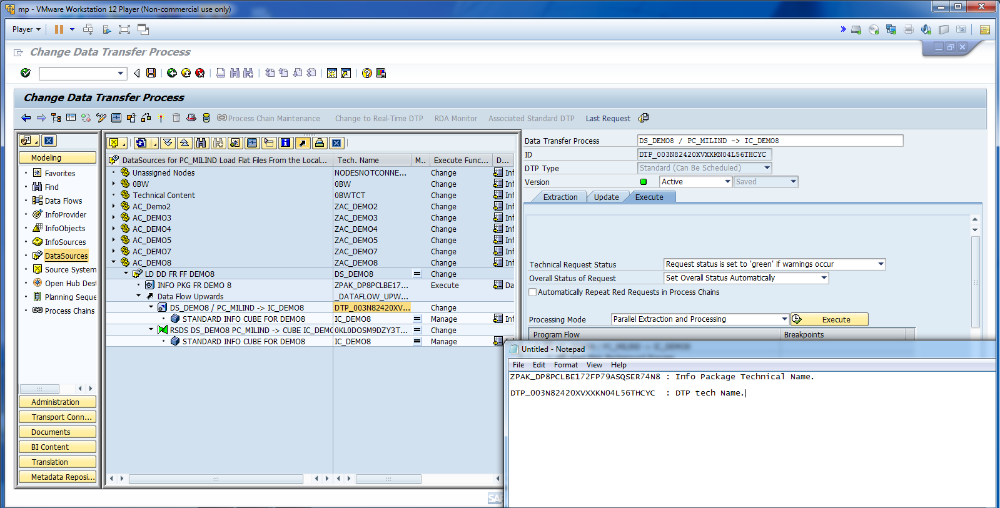 mp - VMware Workstation 12 Player (Non-commercial use only)
Player
Change Data Transfer Process
Change Data Transfer Process
Process Chain Maintenance Change to Real-Time DTP RDA Monitor Associated Standard DTP Last Request
Modeling
Favorites
Find
Data Flows
InfoProvider
InfoObjects
InfoSources
DataSources
Source System
Open Hub Dest
Planning Seque
Process Chains
Administration
Transport Conn...
Documents
BI Content
Translation
Metadata Reposi...
DataSources for PC_MILIND Load Flat Files From the Local... Tech. Name M.. Execute Func... D...
Unassigned Nodes NODESNOTCONNE... Change Inf
0BW 0BW Change Inf
Technical Content 0BWTCT Change Inf
AC_Demo2 ZAC_DEMO2 Change Inf
AC_DEMO3 ZAC_DEMO3 Change Inf
AC_DEMO4 ZAC_DEMO4 Change Inf
AC_DEMO5 ZAC_DEMO5 Change Inf
AC_DEMO7 ZAC_DEMO7 Change Inf
AC_DEMO8 ZAC_DEMO8 Change Inf
LD DD FR FF DEMO8 DS_DEMO8 = Change
INFO PKG FR DEMO 8 ZPAK_DP8PCLBE17... Execute Da
Data Flow Upwards _DATAFLOW_UPW...
DS_DEMO8 / PC_MILIND -> IC_DEMO8 DTP_003N82420XV... Change
STANDARD INFO CUBE FOR DEMO8 IC_DEMO8 = Manage Inf
RSDS DS_DEMO8 PC_MILIND -> CUBE IC_DEMO 0KL0DOSM9DZY3T... = Change
STANDARD INFO CUBE FOR DEMO8 IC_DEMO8 = Manage
Data Transfer Process DS_DEMO8 / PC_MILIND -> IC_DEMO8
ID DTP_003N82420XVXXKN04L56THCYC
DTP Type Standard (Can Be Scheduled)
Version Active Saved
Extraction Update Execute
Technical Request Status Request status is set to 'green' if warnings occur
Overall Status of Request Set Overall Status Automatically
Automatically Repeat Red Requests in Process Chains
Processing Mode Parallel Extraction and Processing Execute
Program Flow Breakpoints
Untitled - Notepad
File Edit Format View Help
ZPAK_DP8PCLBE172FP79ASQSER74N8 : Info Package Technical Name.
DTP_003N82420XVXXKN04L56THCYC : DTP tech Name.